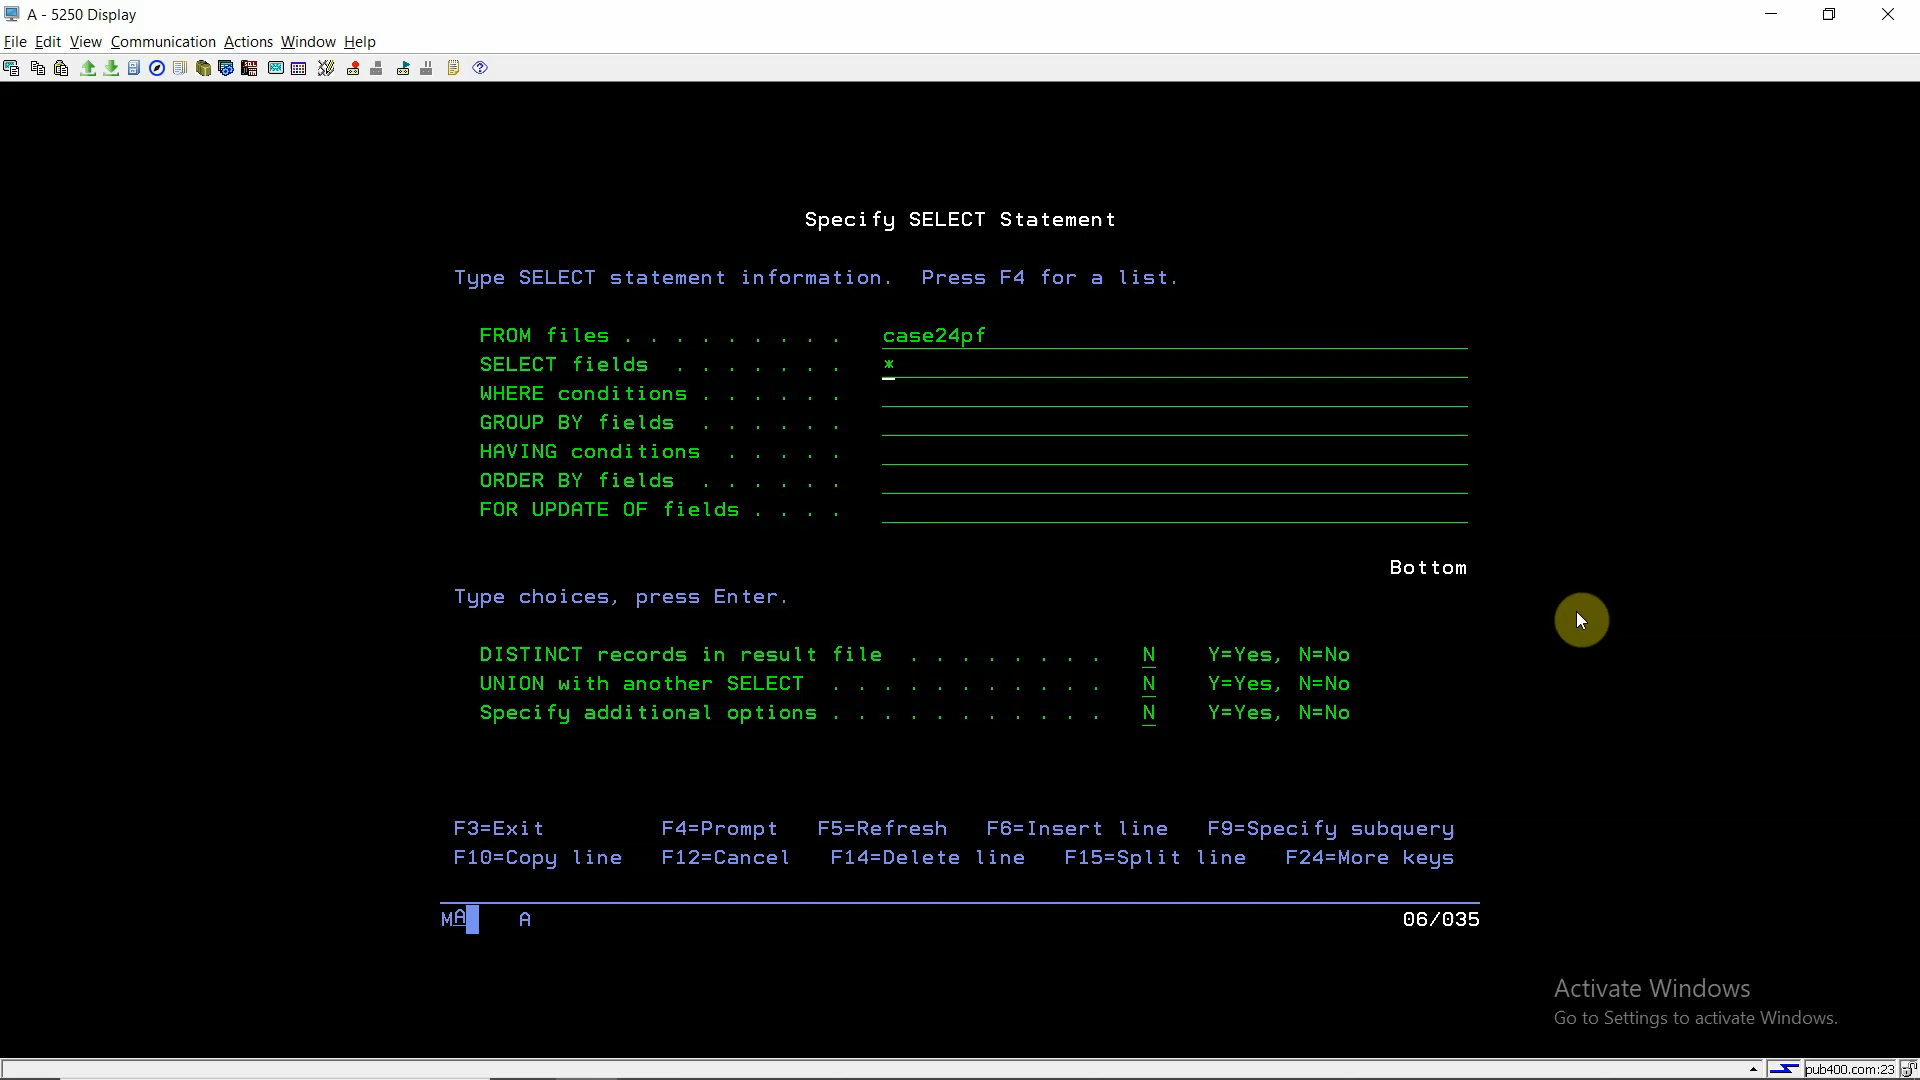 A - 5250 Display
File Edit View Communication Actions Window Help
Specify SELECT Statement
Type SELECT statement information.  Press F4 for a list.
FROM files . . . . . . . . .   case24pf
SELECT fields  . . . . . . .   *
WHERE conditions . . . . . .
GROUP BY fields  . . . . . .
HAVING conditions  . . . . .
ORDER BY fields  . . . . . .
FOR UPDATE OF fields . . . .
Bottom
Type choices, press Enter.
DISTINCT records in result file  . . . . . . . .   N    Y=Yes, N=No
UNION with another SELECT  . . . . . . . . . . .   N    Y=Yes, N=No
Specify additional options . . . . . . . . . . .   N    Y=Yes, N=No
F3=Exit         F4=Prompt   F5=Refresh   F6=Insert line   F9=Specify subquery
F10=Copy line   F12=Cancel   F14=Delete line   F15=Split line   F24=More keys
MA    A    06/035
Activate Windows
Go to Settings to activate Windows.
pub400.com:23